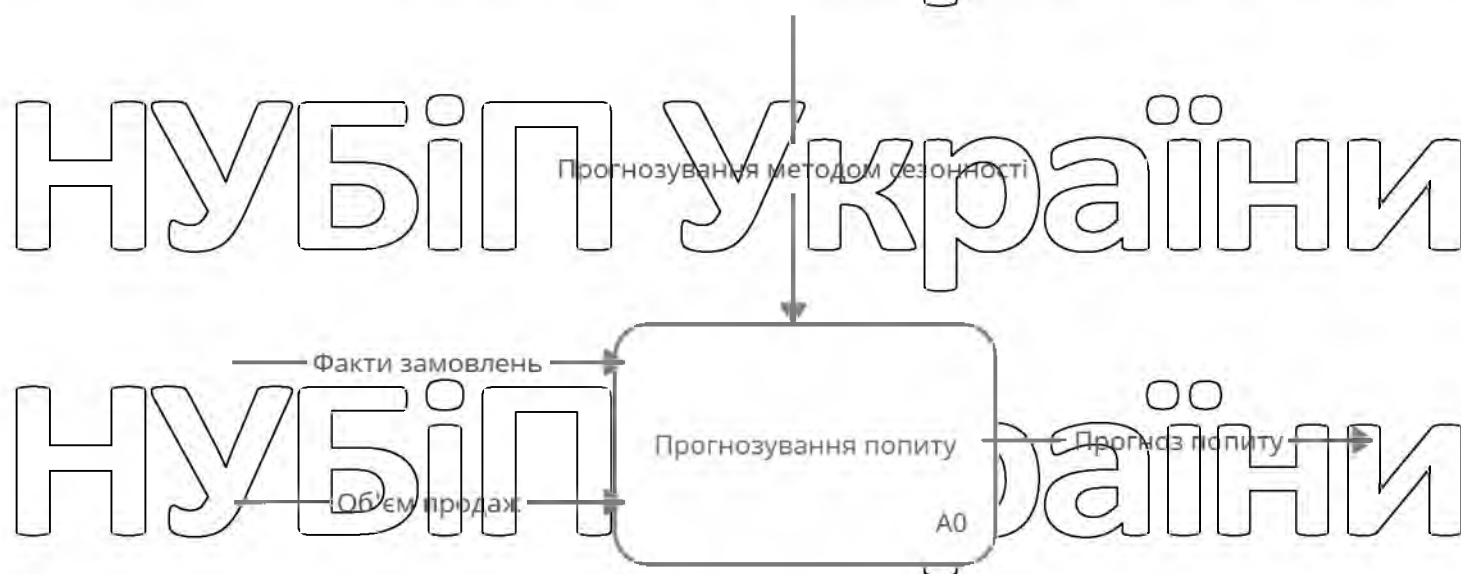 НУБіП України
Прогнозування методом сезонності
Факти замовлень
НУБіП України
Прогнозування попиту
Прогноз попиту
Об'єм продаж
A0